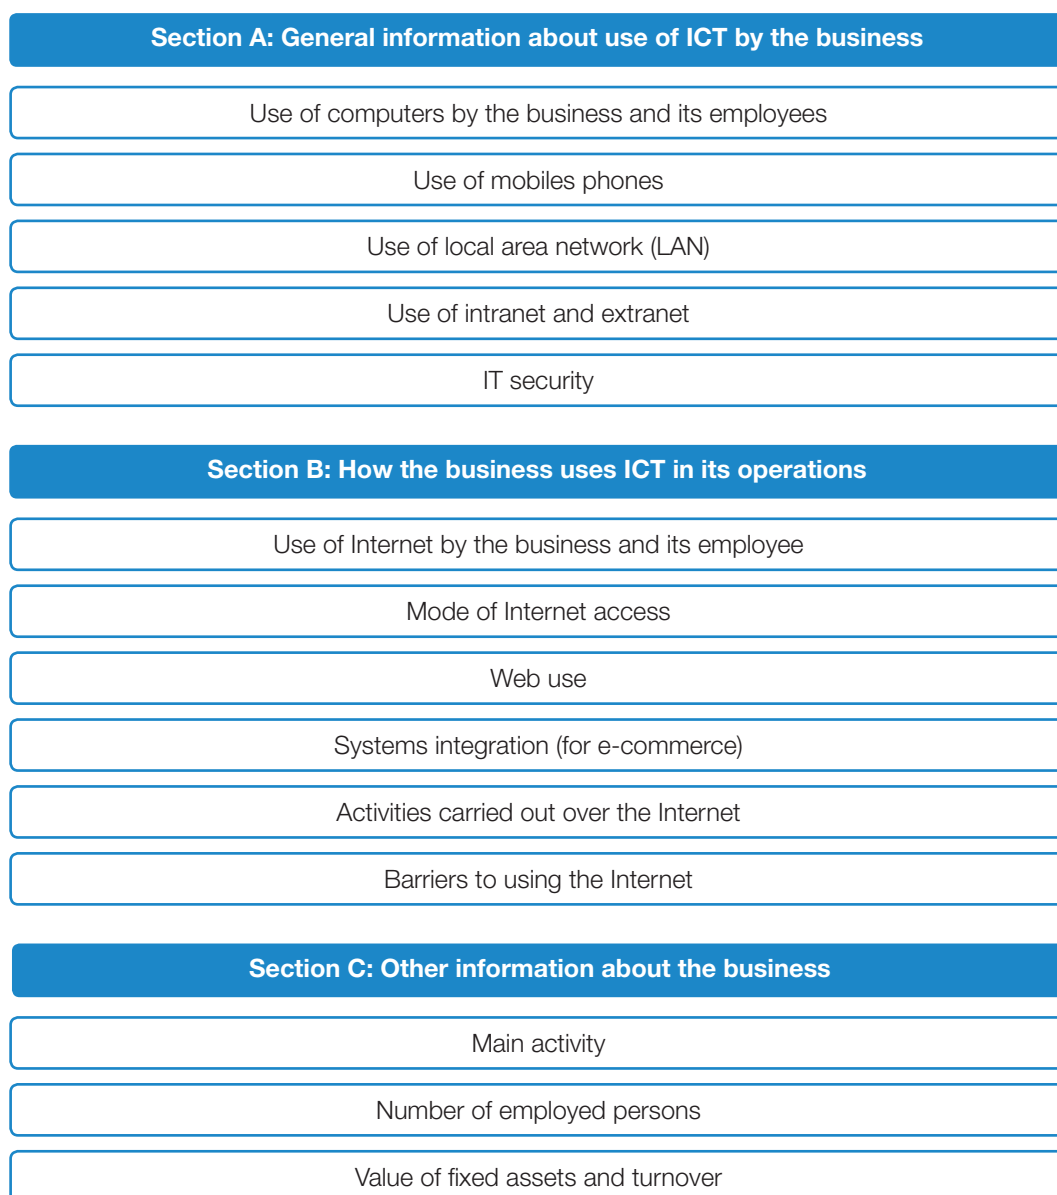 Section A: General information about use of ICT by the business
Use of computers by the business and its employees
Use of mobiles phones
Use of local area network (LAN)
Use of intranet and extranet
IT security
Section B: How the business uses ICT in its operations
Use of Internet by the business and its employee
Mode of Internet access
Web use
Systems integration (for e-commerce)
Activities carried out over the Internet
Barriers to using the Internet
Section C: Other information about the business
Main activity
Number of employed persons
Value of fixed assets and turnover